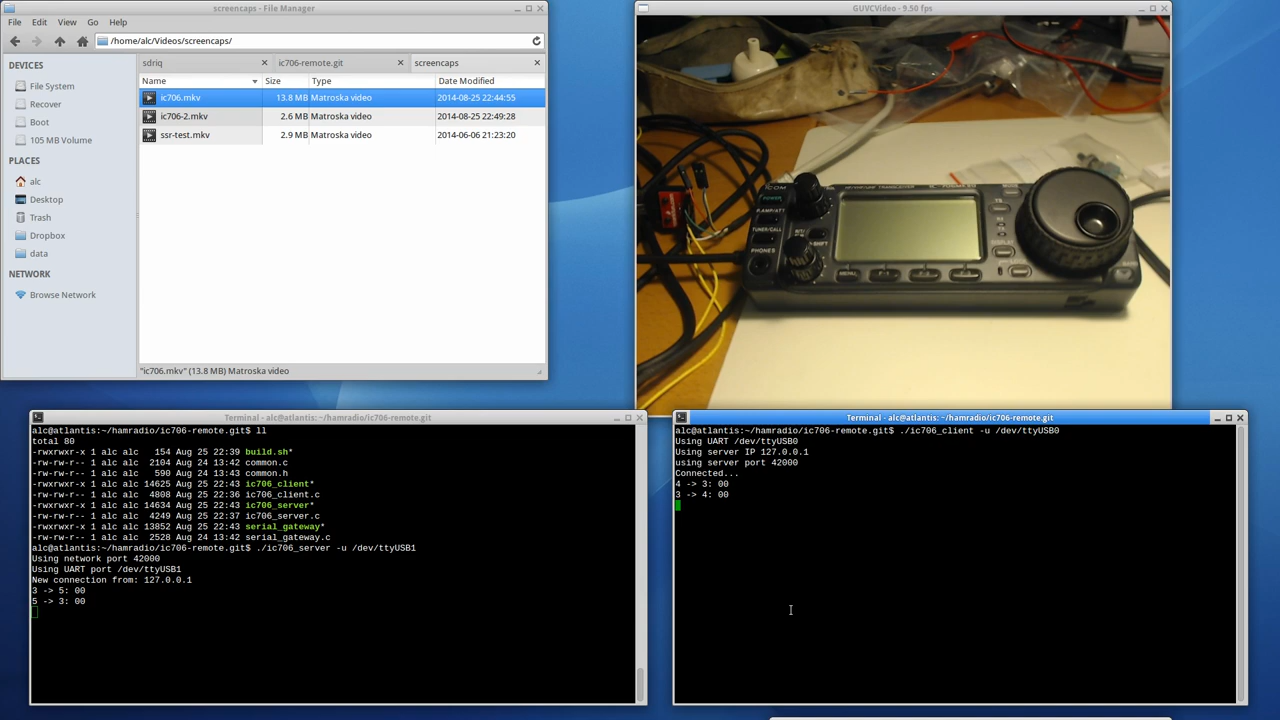 screencaps - File Manager
File Edit View Go Help
/home/alc/Videos/screencaps/
DEVICES
File System
Recover
Boot
105 MB Volume
PLACES
alc
Desktop
Trash
Dropbox
data
NETWORK
Browse Network
sdriq ic706-remote.git screencaps
Name Size Type Date Modified
ic706.mkv 13.8 MB Matroska video 2014-08-25 22:44:55
ic706-2.mkv 2.6 MB Matroska video 2014-08-25 22:49:28
ssr-test.mkv 2.9 MB Matroska video 2014-06-06 21:23:20
"ic706.mkv" (13.8 MB) Matroska video
GUVCVideo - 9.50 fps
ICOM
POWER
P.AMP/ATT
TUNER/CALL
PHONES
SHIFT
MENU
MODE
TS
DISPLAY
Terminal - alc@atlantis: ~/hamradio/ic706-remote.git
alc@atlantis:~/hamradio/ic706-remote.git$ ll
total 80
-rwxrwxr-x 1 alc alc 154 Aug 25 22:39 build.sh*
-rw-rw-r-- 1 alc alc 2104 Aug 24 13:42 common.c
-rw-rw-r-- 1 alc alc 590 Aug 24 13:43 common.h
-rwxrwxr-x 1 alc alc 14625 Aug 25 22:43 ic706_client*
-rw-rw-r-- 1 alc alc 4808 Aug 25 22:36 ic706_client.c
-rwxrwxr-x 1 alc alc 14634 Aug 25 22:43 ic706_server*
-rw-rw-r-- 1 alc alc 4249 Aug 25 22:37 ic706_server.c
-rwxrwxr-x 1 alc alc 13852 Aug 25 22:43 serial_gateway*
-rw-rw-r-- 1 alc alc 2528 Aug 24 13:42 serial_gateway.c
alc@atlantis:~/hamradio/ic706-remote.git$ ./ic706_server -u /dev/ttyUSB1
Using network port 42000
Using UART port /dev/ttyUSB1
New connection from: 127.0.0.1
3 -> 5: 00
5 -> 3: 00
Terminal - alc@atlantis: ~/hamradio/ic706-remote.git
alc@atlantis:~/hamradio/ic706-remote.git$ ./ic706_client -u /dev/ttyUSB0
Using UART /dev/ttyUSB0
Using server IP 127.0.0.1
using server port 42000
Connected...
4 -> 3: 00
3 -> 4: 00